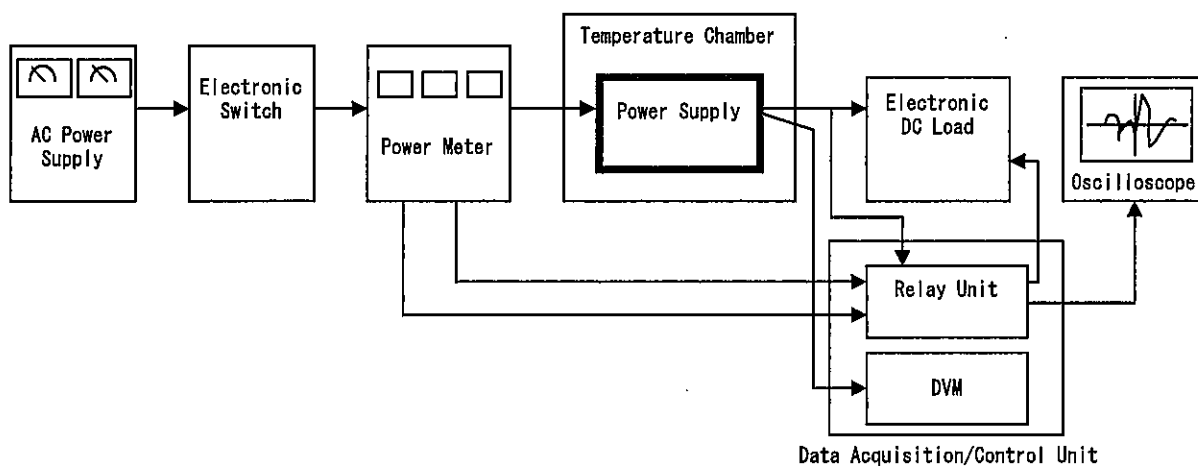 AC Power
Supply
Electronic
Switch
Power Meter
Temperature Chamber
Power Supply
Electronic
DC Load
Oscilloscope
Relay Unit
DVM
Data Acquisition/Control Unit